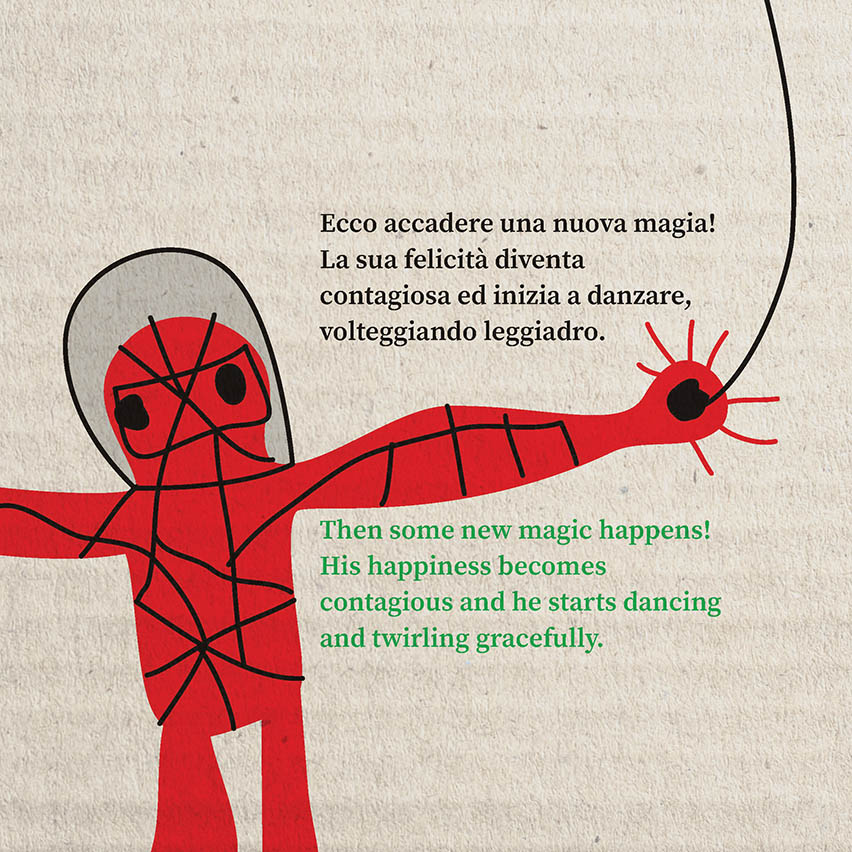 Ecco accadere una nuova magia!
La sua felicità diventa
contagiosa ed inizia a danzare,
volteggiando leggiadro.
Then some new magic happens!
His happiness becomes
contagious and he starts dancing
and twirling gracefully.